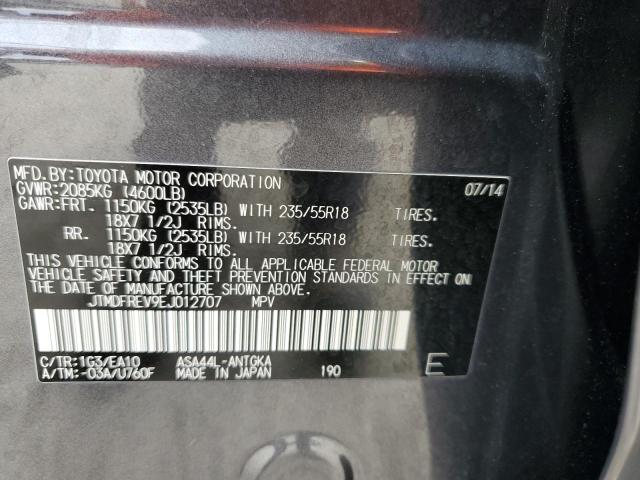 MFD.BY:TOYOTA MOTOR CORPORATION 07/14
GVWR:2085KG (4600LB)
GAWR:FRT. 1150KG (2535LB) WITH 235/55R18 TIRES.
18X7 1/2J RIMS.
RR. 1150KG (2535LB) WITH 235/55R18 TIRES.
18X7 1/2J RIMS.
THIS VEHICLE CONFORMS TO ALL APPLICABLE FEDERAL MOTOR
VEHICLE SAFETY AND THEFT PREVENTION STANDARDS IN EFFECT ON
THE DATE OF MANUFACTURE SHOWN ABOVE.
JTMDFREV9EJ012707 MPV
C/TR:1G3/EA10 ASA44L-ANTGKA
A/TM:-03A/U760F MADE IN JAPAN 190 E